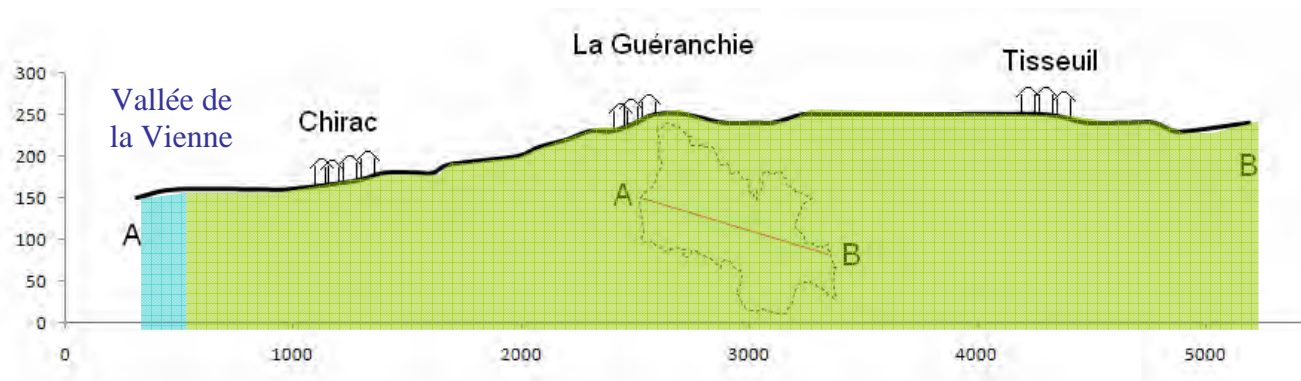 La Guéranchie
Tisseuil
Vallée de
la Vienne
Chirac
300
250
200
150
100
50
0
A
B
A
B
0 1000 2000 3000 4000 5000